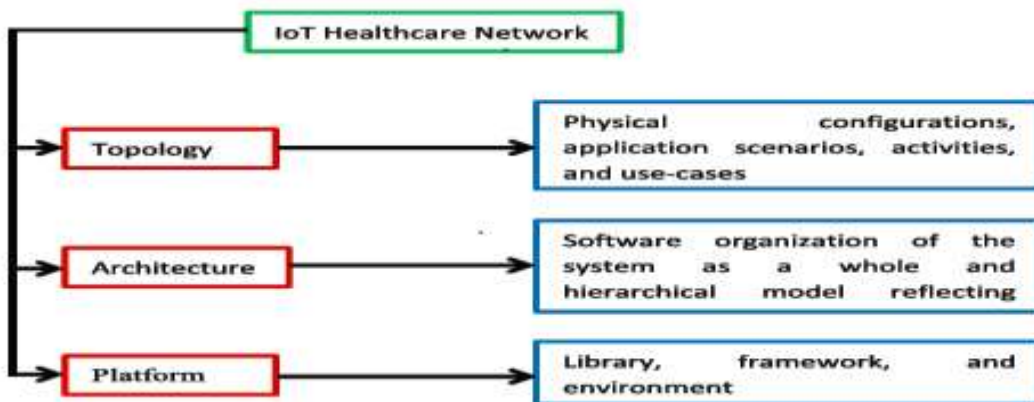 IoT Healthcare Network
Topology
Physical configurations,
application scenarios, activities,
and use-cases
Architecture
Software organization of the
system as a whole and
hierarchical model reflecting
Platform
Library, framework, and
environment